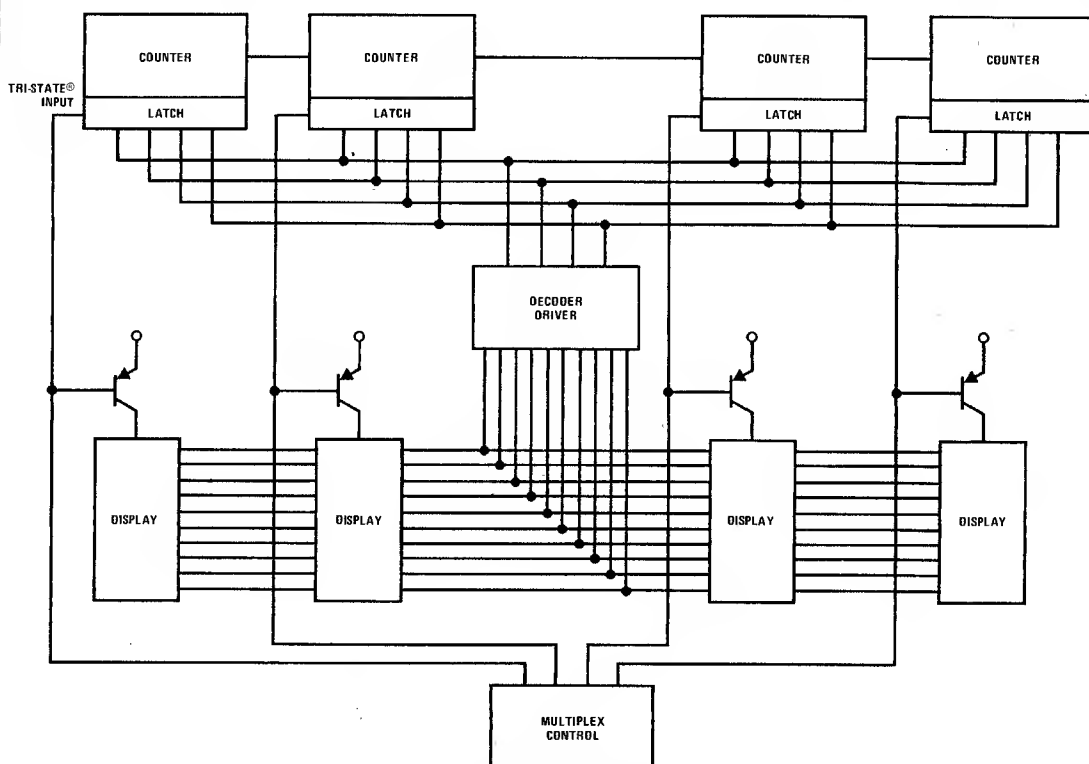 COUNTER
COUNTER
COUNTER
COUNTER
TRI-STATE®
INPUT
LATCH
LATCH
LATCH
LATCH
DECODER
DRIVER
DISPLAY
DISPLAY
DISPLAY
DISPLAY
MULTIPLEX
CONTROL